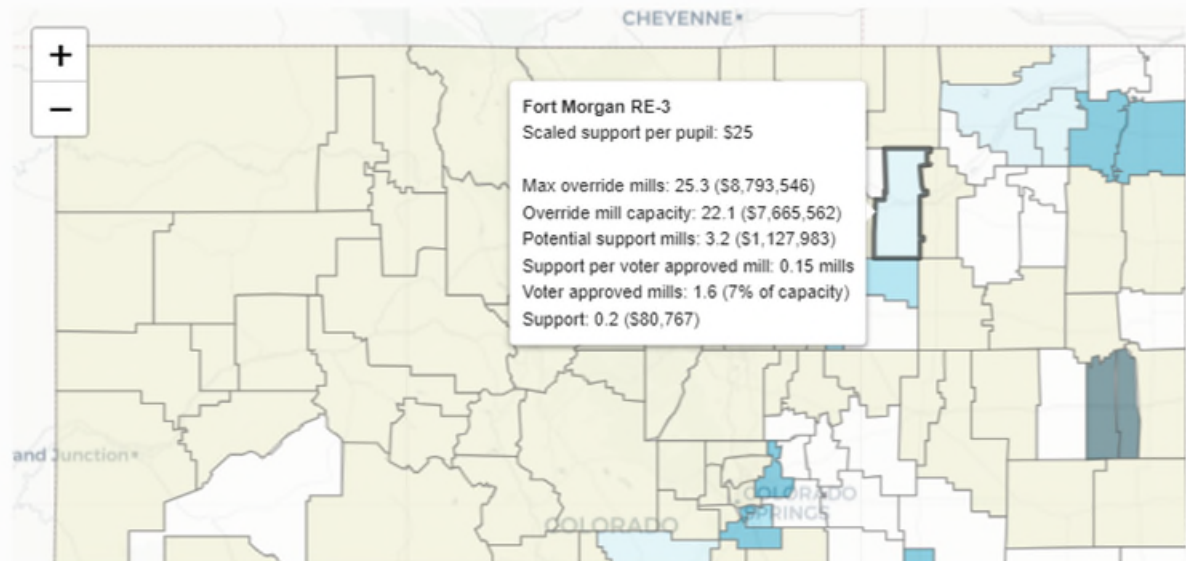 CHEYENNE
+
−
Fort Morgan RE-3
Scaled support per pupil: $25
Max override mills: 25.3 ($8,793,546)
Override mill capacity: 22.1 ($7,665,562)
Potential support mills: 3.2 ($1,127,983)
Support per voter approved mill: 0.15 mills
Voter approved mills: 1.6 (7% of capacity)
Support: 0.2 ($80,767)
and Junction
COLORADO
SPRINGS
COLORADO